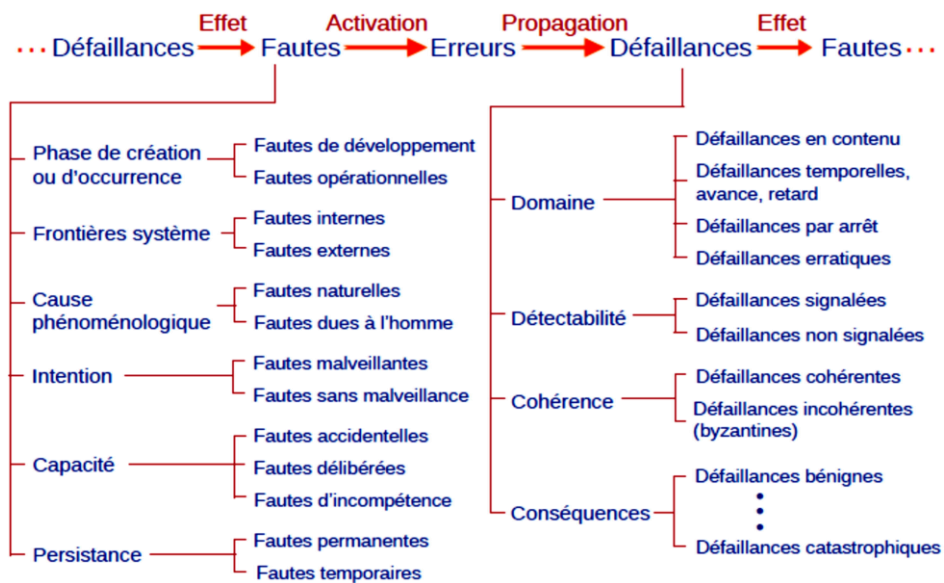 Effet Activation Propagation Effet
... Défaillances Fautes Erreurs Défaillances Fautes ...
Phase de création
ou d'occurrence
Fautes de développement
Fautes opérationnelles
Frontières système
Fautes internes
Fautes externes
Cause
phénoménologique
Fautes naturelles
Fautes dues à l'homme
Intention
Fautes malveillantes
Fautes sans malveillance
Capacité
Fautes accidentelles
Fautes délibérées
Fautes d'incompétence
Persistance
Fautes permanentes
Fautes temporaires
Domaine
Défaillances en contenu
Défaillances temporelles,
avance, retard
Défaillances par arrêt
Défaillances erratiques
Détectabilité
Défaillances signalées
Défaillances non signalées
Cohérence
Défaillances cohérentes
Défaillances incohérentes
(byzantines)
Conséquences
Défaillances bénignes
Défaillances catastrophiques